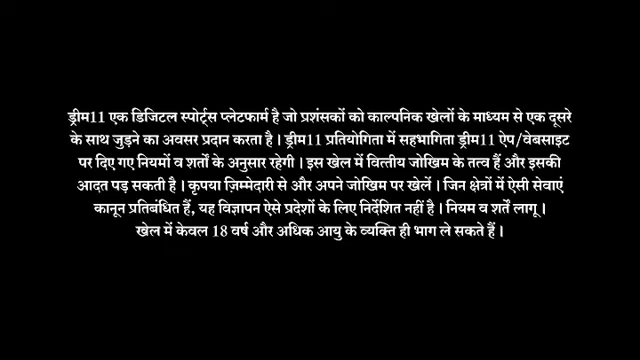 ड्रीम11 एक डिजिटल स्पोर्ट्स प्लेटफार्म है जो प्रशंसकों को काल्पनिक खेलों के माध्यम से एक दूसरे
के साथ जुड़ने का अवसर प्रदान करता है। ड्रीम11 प्रतियोगिता में सहभागिता ड्रीम11 ऐप/वेबसाइट
पर दिए गए नियमों व शर्तों के अनुसार रहेगी। इस खेल में वित्तीय जोखिम के तत्व हैं और इसकी
आदत पड़ सकती है। कृपया ज़िम्मेदारी से और अपने जोखिम पर खेलें। जिन क्षेत्रों में ऐसी सेवाएं
कानून प्रतिबंधित हैं, यह विज्ञापन ऐसे प्रदेशों के लिए निर्देशित नहीं है। नियम व शर्तें लागू।
खेल में केवल 18 वर्ष और अधिक आयु के व्यक्ति ही भाग ले सकते हैं।